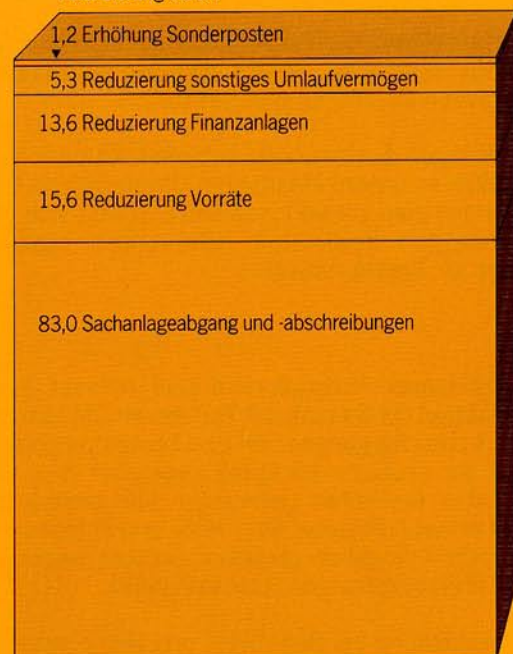 1,2 Erhöhung Sonderposten
5,3 Reduzierung sonstiges Umlaufvermögen
13,6 Reduzierung Finanzanlagen
15,6 Reduzierung Vorräte
83,0 Sachanlageabgang und -abschreibungen